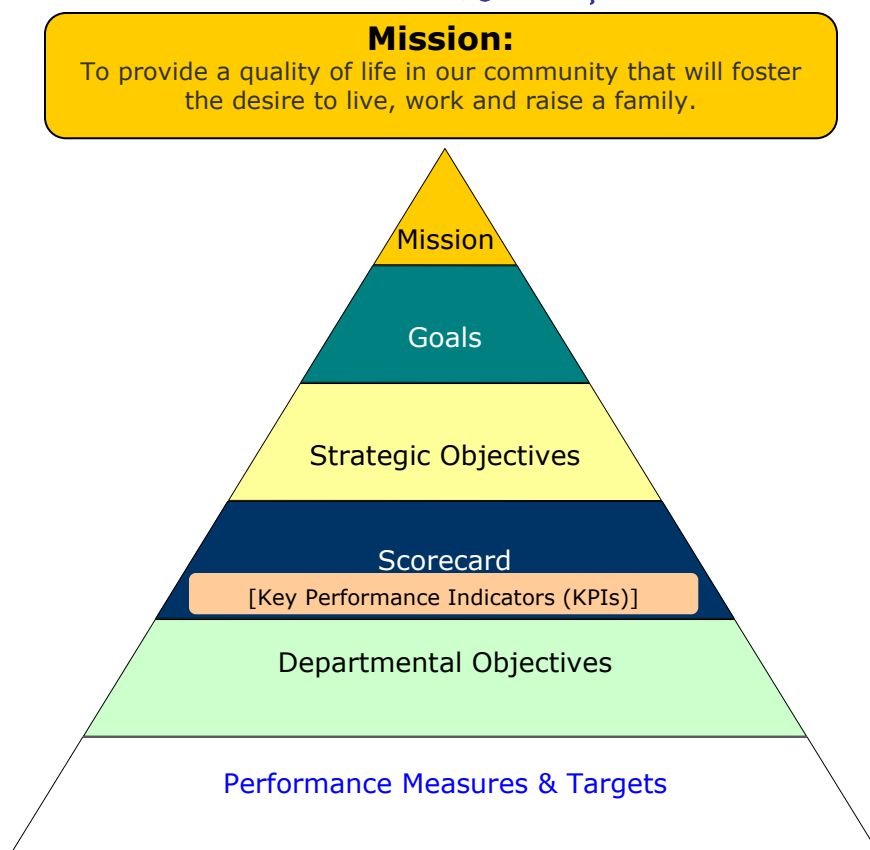 Mission:
To provide a quality of life in our community that will foster
the desire to live, work and raise a family.
Mission
Goals
Strategic Objectives
Scorecard
[Key Performance Indicators (KPIs)]
Departmental Objectives
Performance Measures & Targets